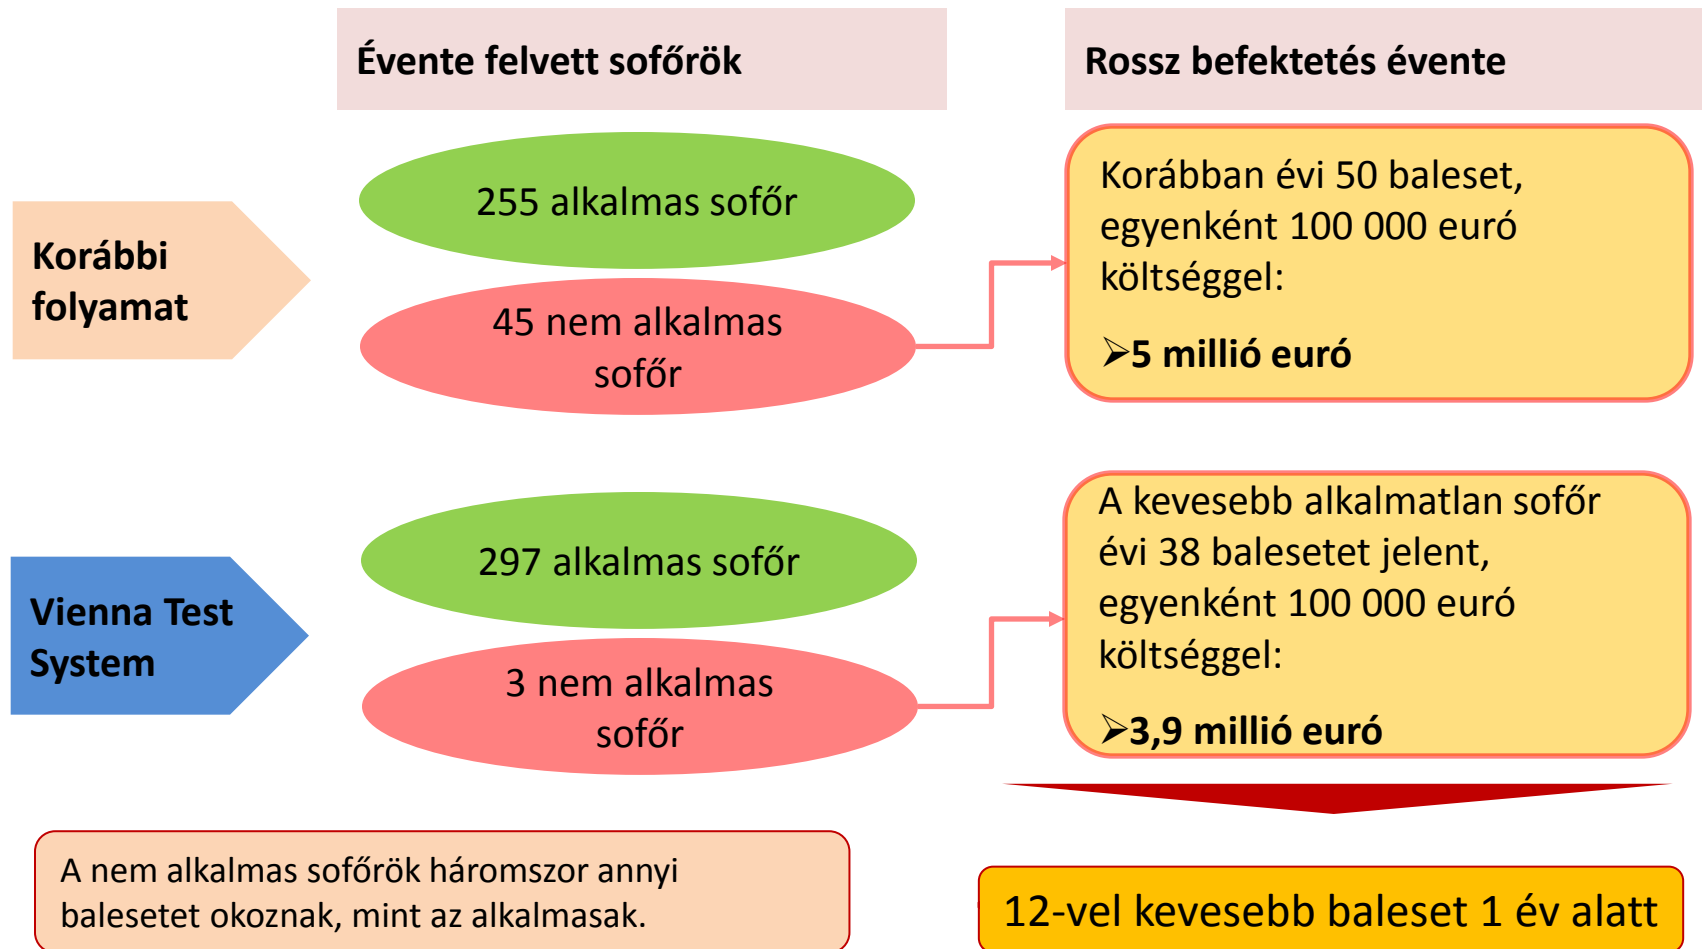 Évente felvett sofőrök
Rossz befektetés évente
Korábbi
folyamat
255 alkalmas sofőr
45 nem alkalmas
sofőr
Korábban évi 50 baleset,
egyenként 100 000 euró
költséggel:
➢5 millió euró
Vienna Test
System
297 alkalmas sofőr
3 nem alkalmas
sofőr
A kevesebb alkalmatlan sofőr
évi 38 balesetet jelent,
egyenként 100 000 euró
költséggel:
➢3,9 millió euró
A nem alkalmas sofőrök háromszor annyi
balesetet okoznak, mint az alkalmasak.
12-vel kevesebb baleset 1 év alatt